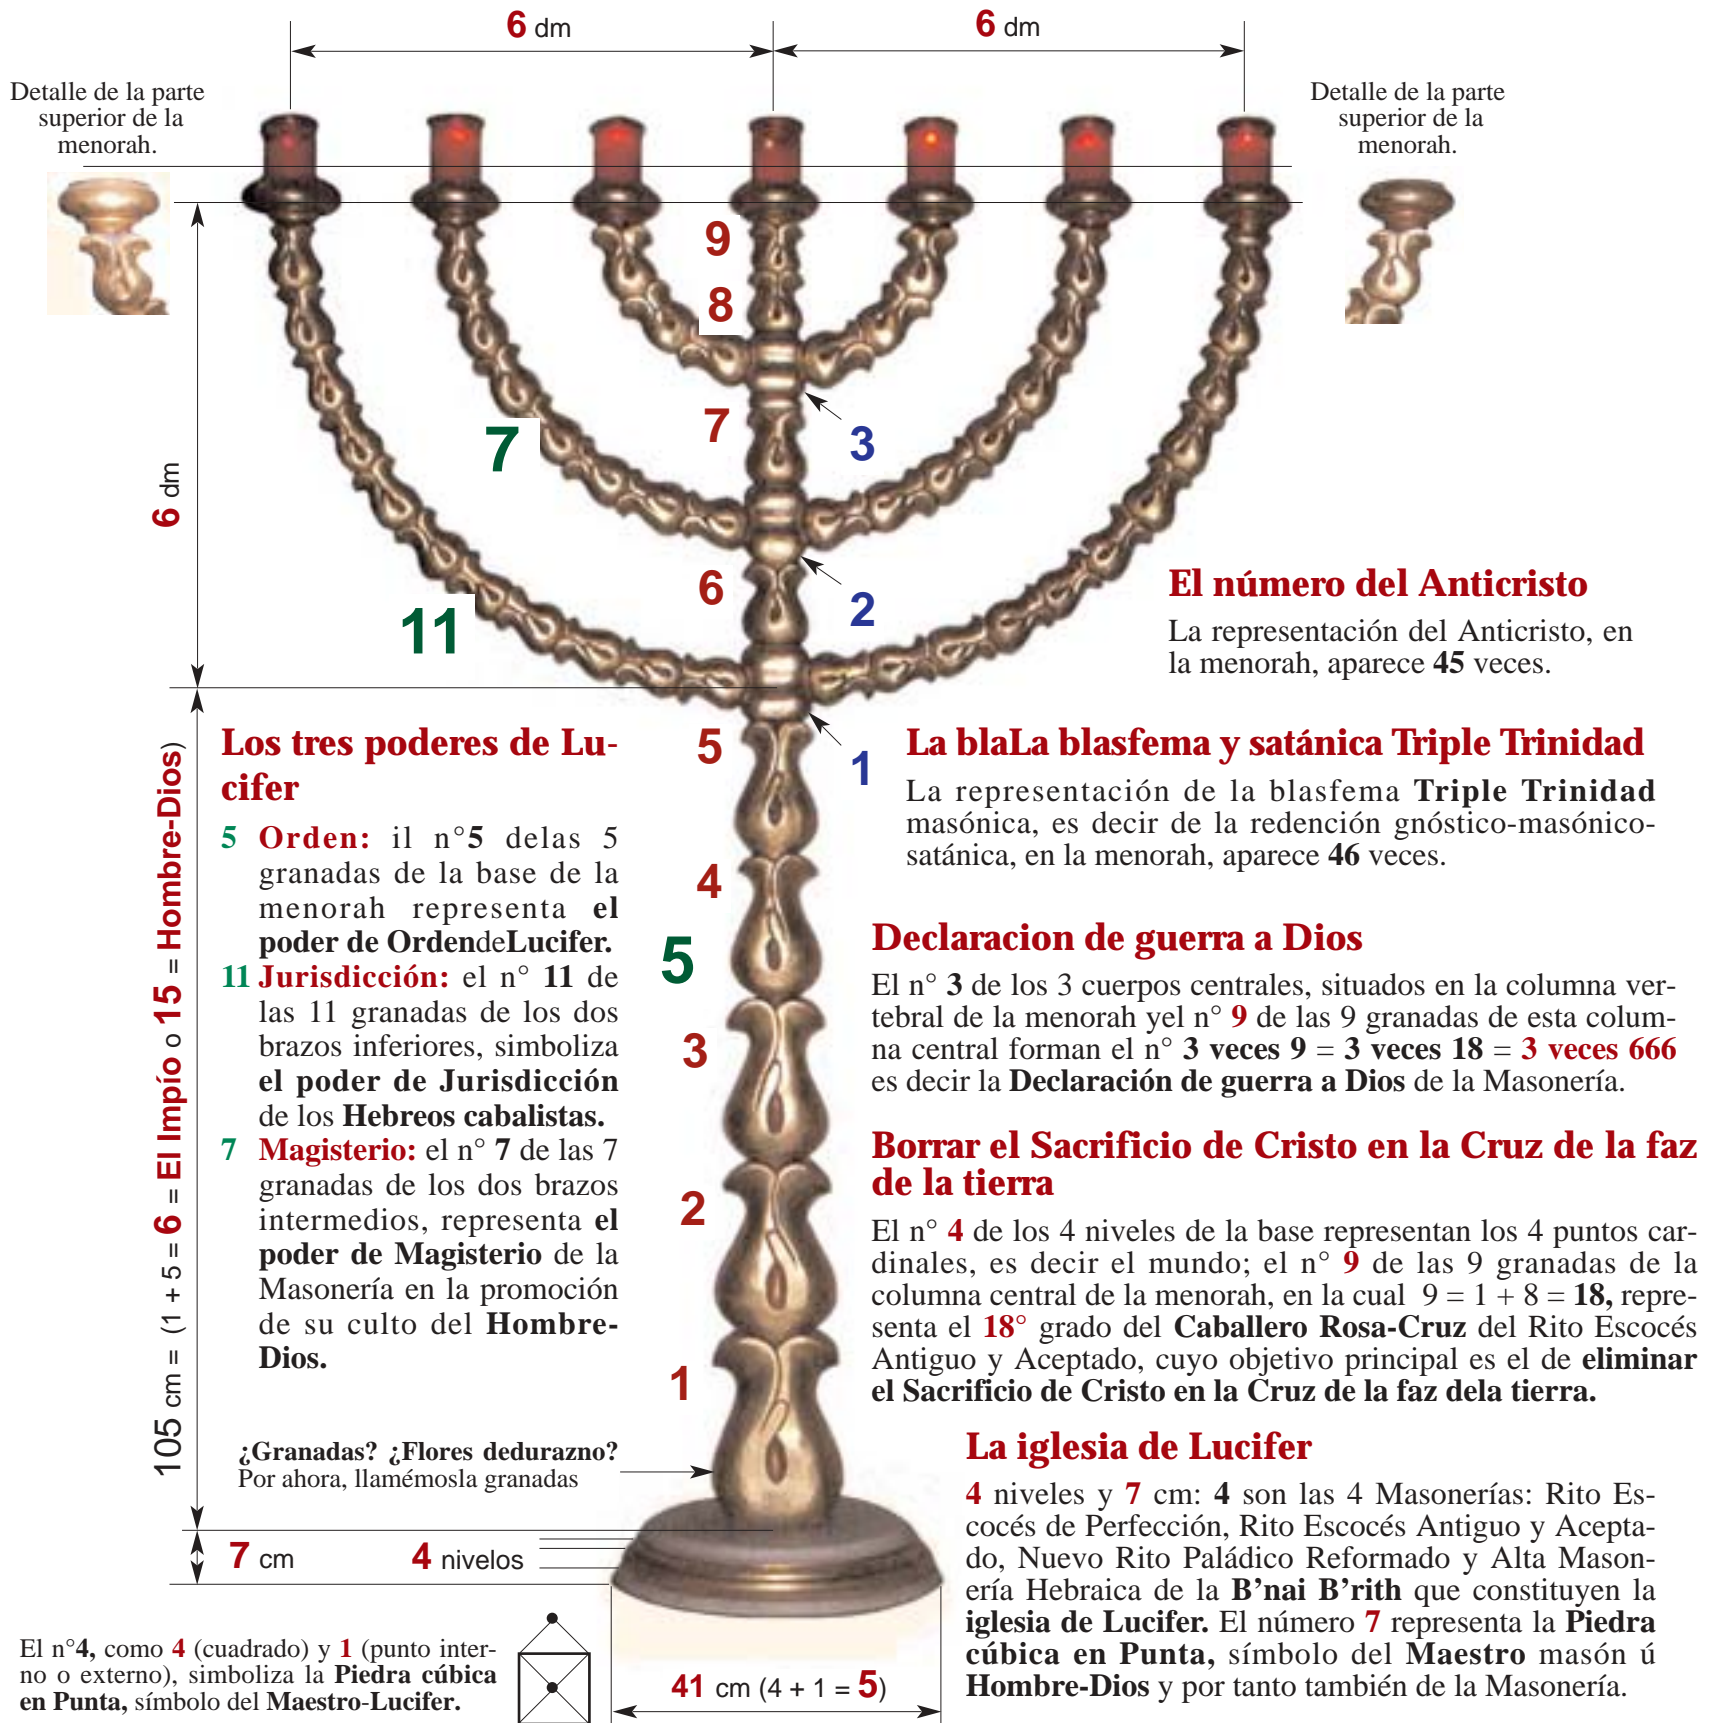 6 dm
6 dm
Detalle de la parte
superior de la
menorah.
Detalle de la parte
superior de la
menorah.
9
8
7
3
7
6 dm
6
2
11
El número del Anticristo
La representación del Anticristo, en
la menorah, aparece 45 veces.
5
1
Los tres poderes de Lu-
cifer
5 Orden: il n°5 delas 5
granadas de la base de la
menorah representa el
poder de OrdendeLucifer.
11 Jurisdicción: el n° 11 de
las 11 granadas de los dos
brazos inferiores, simboliza
el poder de Jurisdicción
de los Hebreos cabalistas.
7 Magisterio: el n° 7 de las 7
granadas de los dos brazos
intermedios, representa el
poder de Magisterio de la
Masonería en la promoción
de su culto del Hombre-
Dios.
La blaLa blasfema y satánica Triple Trinidad
La representación de la blasfema Triple Trinidad
masónica, es decir de la redención gnóstico-masónico-
satánica, en la menorah, aparece 46 veces.
4
5
3
2
1
Declaracion de guerra a Dios
El n° 3 de los 3 cuerpos centrales, situados en la columna ver-
tebral de la menorah yel n° 9 de las 9 granadas de esta colum-
na central forman el n° 3 veces 9 = 3 veces 18 = 3 veces 666
es decir la Declaración de guerra a Dios de la Masonería.
Borrar el Sacrificio de Cristo en la Cruz de la faz
de la tierra
El n° 4 de los 4 niveles de la base representan los 4 puntos car-
dinales, es decir el mundo; el n° 9 de las 9 granadas de la
columna central de la menorah, en la cual 9 = 1 + 8 = 18, repre-
senta el 18° grado del Caballero Rosa-Cruz del Rito Escocés
Antiguo y Aceptado, cuyo objetivo principal es el de eliminar
el Sacrificio de Cristo en la Cruz de la faz dela tierra.
105 cm = (1 + 5 = 6 = El Impío o 15 = Hombre-Dios)
¿Granadas? ¿Flores dedurazno?
Por ahora, llamémosla granadas
La iglesia de Lucifer
4 niveles y 7 cm: 4 son las 4 Masonerías: Rito Es-
cocés de Perfección, Rito Escocés Antiguo y Acepta-
do, Nuevo Rito Paládico Reformado y Alta Mason-
ería Hebraica de la B’nai B’rith que constituyen la
iglesia de Lucifer. El número 7 representa la Piedra
cúbica en Punta, símbolo del Maestro masón ú
Hombre-Dios y por tanto también de la Masonería.
7 cm
4 nivelos
El n°4, como 4 (cuadrado) y 1 (punto inter-
no o externo), simboliza la Piedra cúbica
en Punta, símbolo del Maestro-Lucifer.
41 cm (4 + 1 = 5)